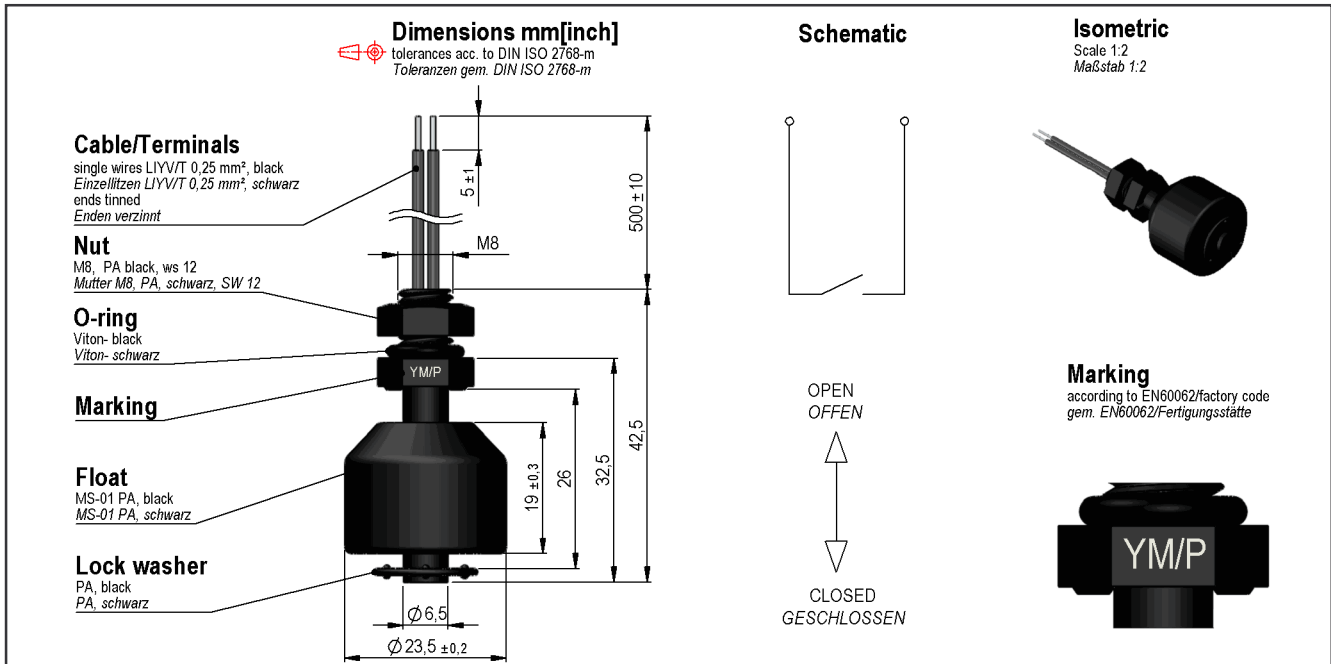 Dimensions mm[inch]
tolerances acc. to DIN ISO 2768-m
Toleranzen gem. DIN ISO 2768-m
Schematic
Isometric
Scale 1:2
Maßstab 1:2
Cable/Terminals
single wires LIYV/T 0,25 mm², black
Einzellitzen LIYV/T 0,25 mm², schwarz
ends tinned
Enden verzinnt
Nut
M8, PA black, ws 12
Mutter M8, PA, schwarz, SW 12
O-ring
Viton- black
Viton- schwarz
Marking
Float
MS-01 PA, black
MS-01 PA, schwarz
Lock washer
PA, black
PA, schwarz
5 ±1
500±10
M8
YM/P
19 ±0,3
26
32,5
42,5
Ø6,5
Ø23,5 ±0,2
OPEN
OFFEN
CLOSED
GESCHLOSSEN
Marking
according to EN60062/factory code
gem. EN60062/Fertigungsstätte
YM/P